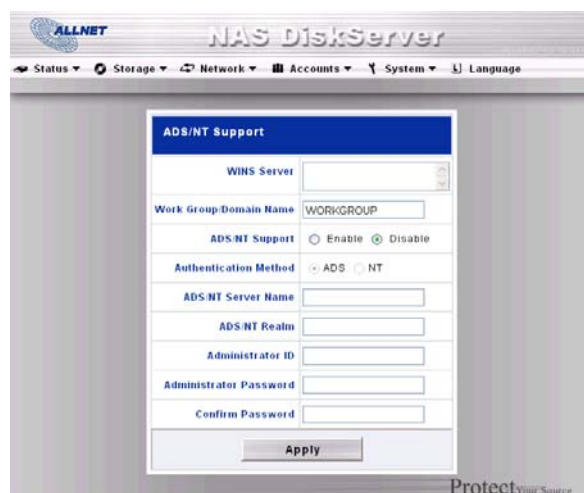 ALLNET
NAS DiskServer
Status Storage Network Accounts System Language
ADS/NT Support
WINS Server
Work Group/Domain Name WORKGROUP
ADS/NT Support Enable Disable
Authentication Method ADS NT
ADS/NT Server Name
ADS/NT Realm
Administrator ID
Administrator Password
Confirm Password
Apply
Protect Your Source